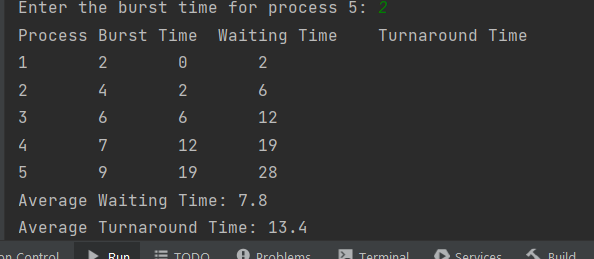 Enter the burst time for process 5: 2
Process Burst Time  Waiting Time    Turnaround Time
1       2       0       2
2       4       2       6
3       6       6       12
4       7       12      19
5       9       19      28
Average Waiting Time: 7.8
Average Turnaround Time: 13.4
on Control Run TODO Problems Terminal Services Build